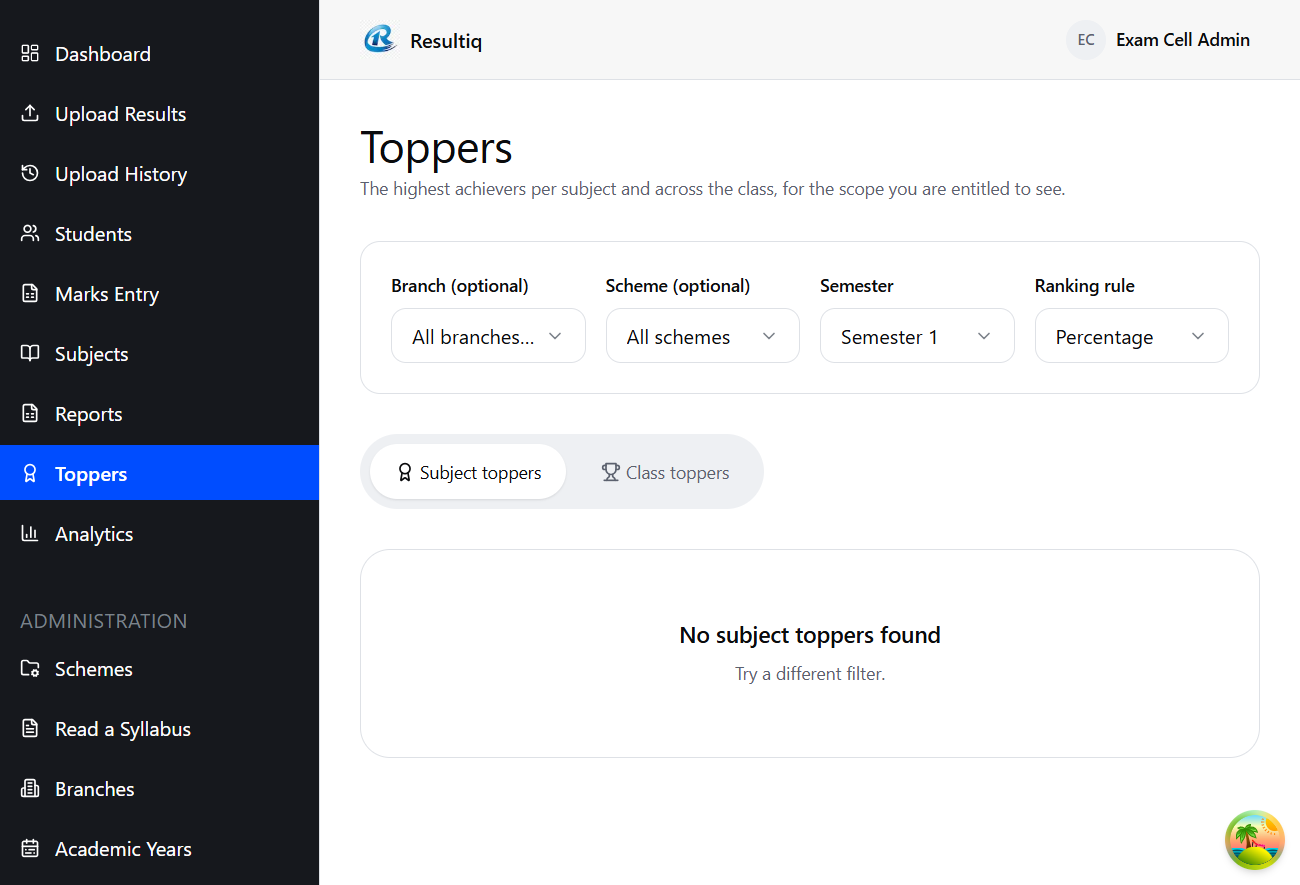 Dashboard
Upload Results
Upload History
Students
Marks Entry
Subjects
Reports
Toppers
Analytics
ADMINISTRATION
Schemes
Read a Syllabus
Branches
Academic Years
Resultiq
EC
Exam Cell Admin
Toppers
The highest achievers per subject and across the class, for the scope you are entitled to see.
Branch (optional)
All branches...
Scheme (optional)
All schemes
Semester
Semester 1
Ranking rule
Percentage
Subject toppers
Class toppers
No subject toppers found
Try a different filter.